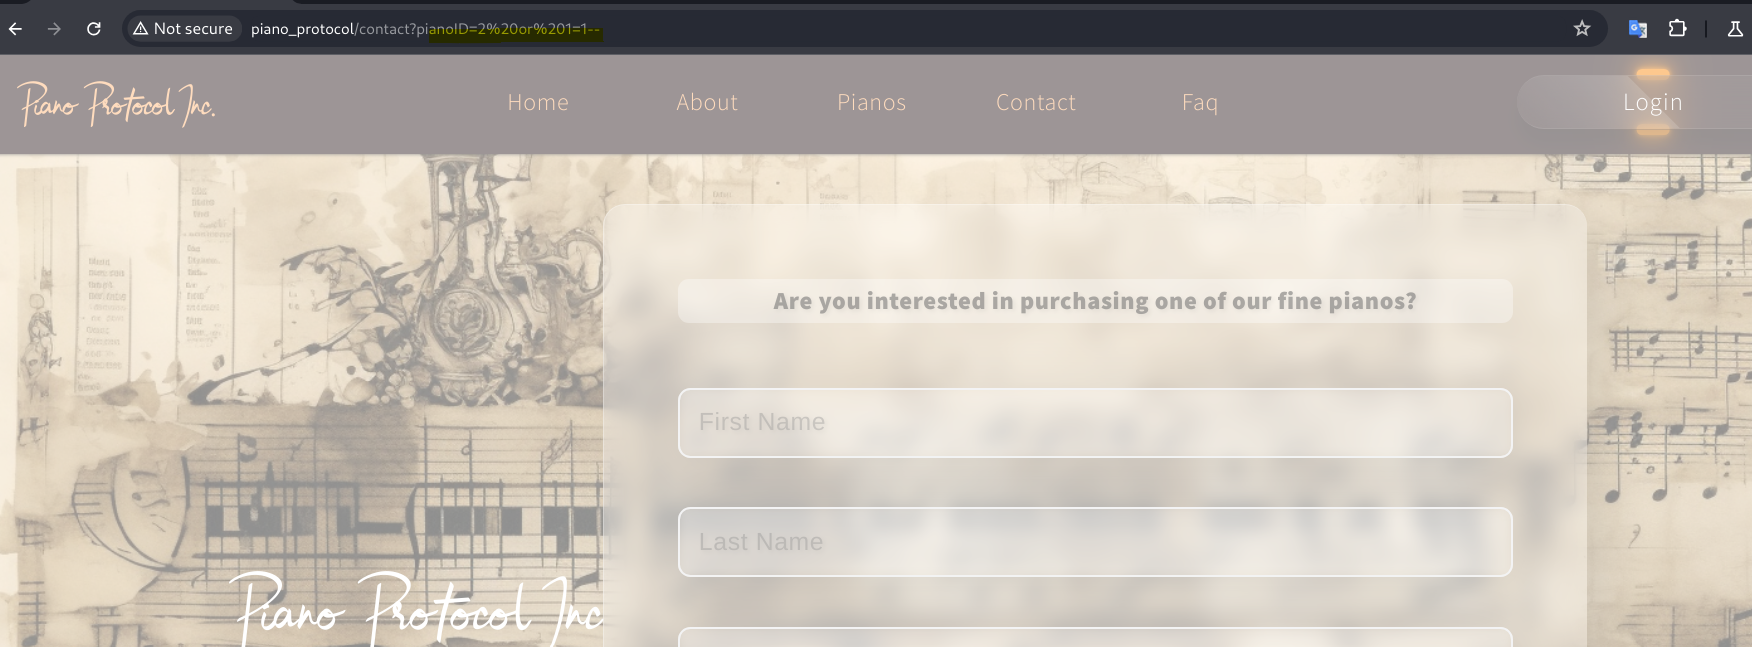 Not secure piano_protocol/contact?pianoID=2%20or%201=1--
Piano Protocol Inc. Home About Pianos Contact Faq Login
Are you interested in purchasing one of our fine pianos?
First Name
Last Name
Piano Protocol Inc